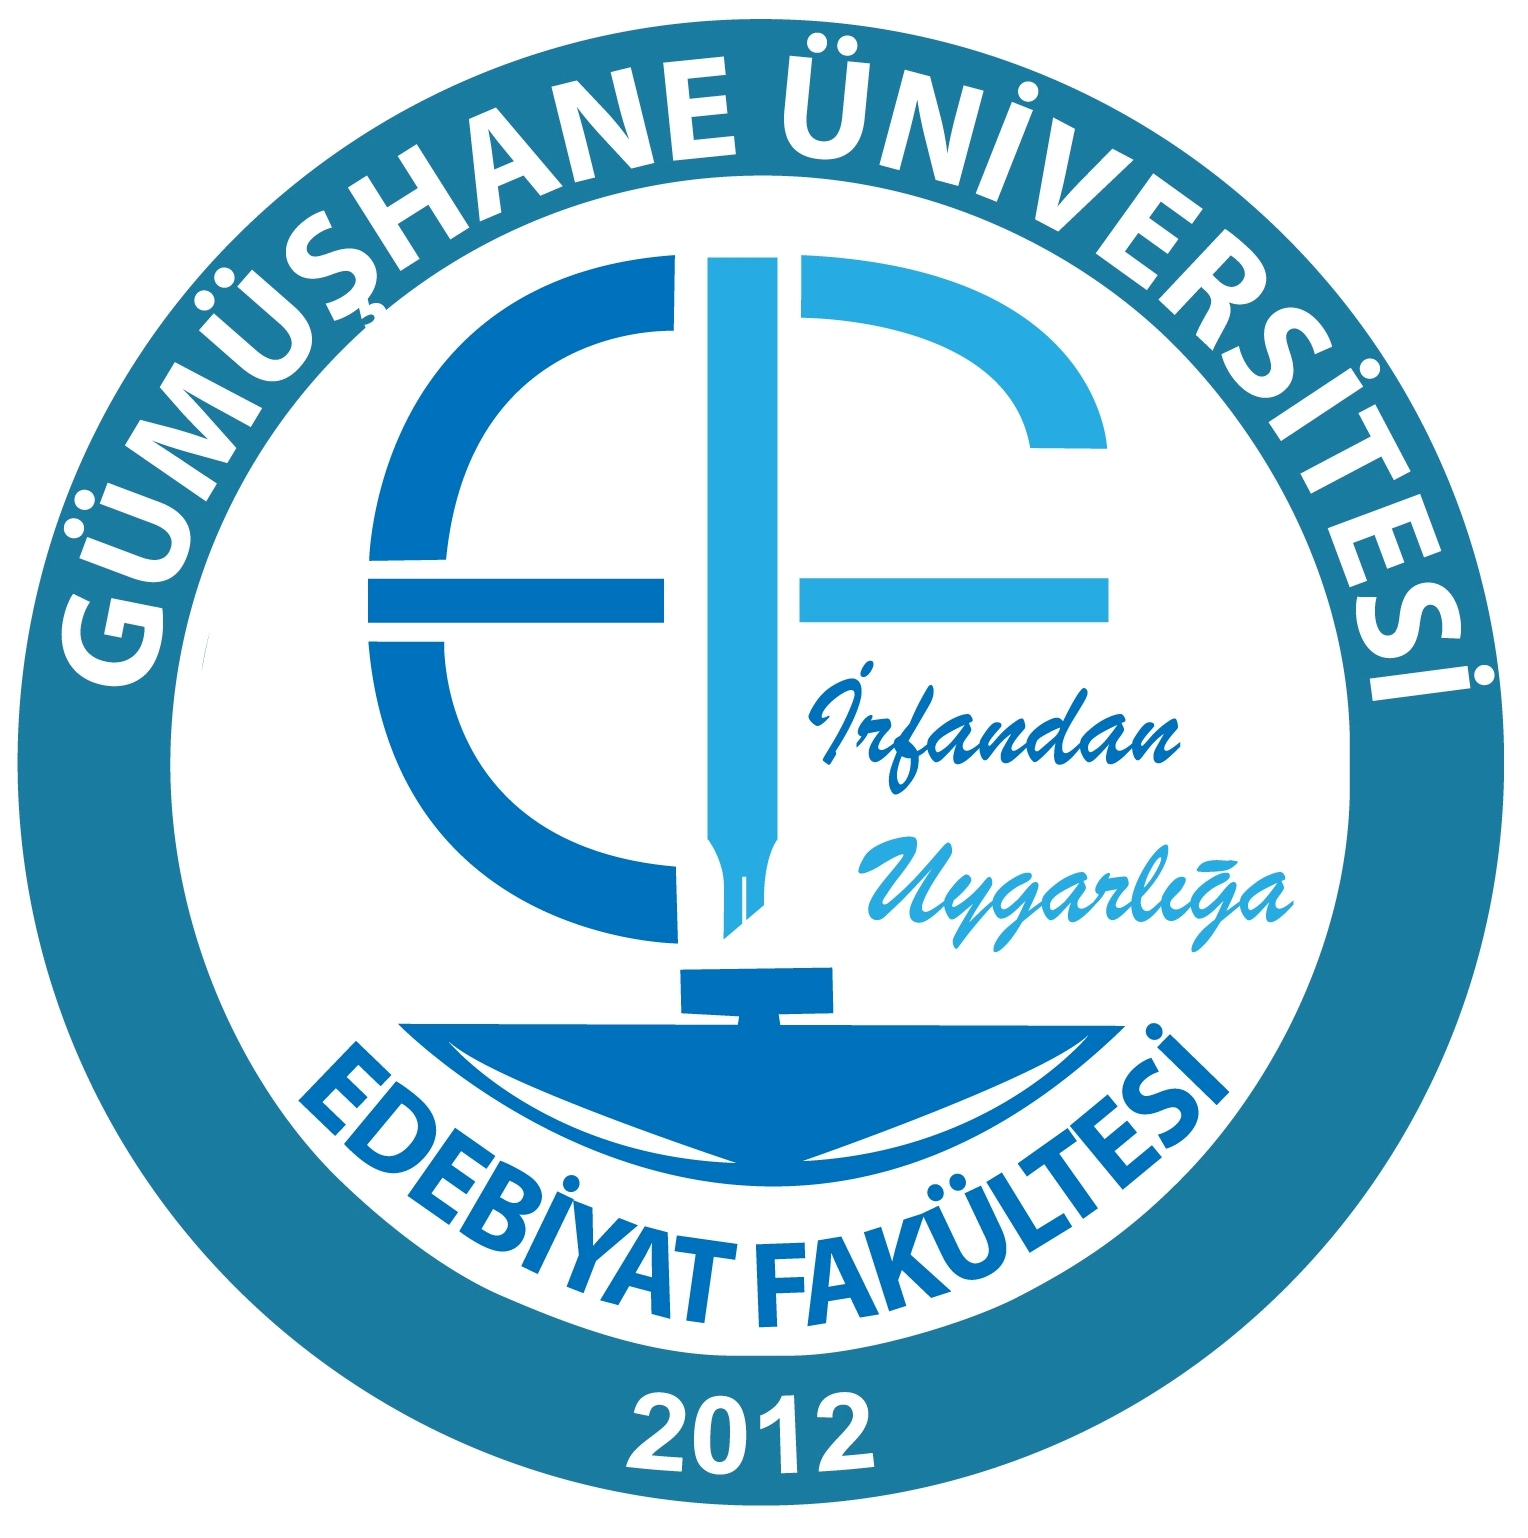 GÜMÜŞHANE ÜNİVERSİTESİ
İrfandan
Uygarlığa
EDEBİYAT FAKÜLTESİ
2012